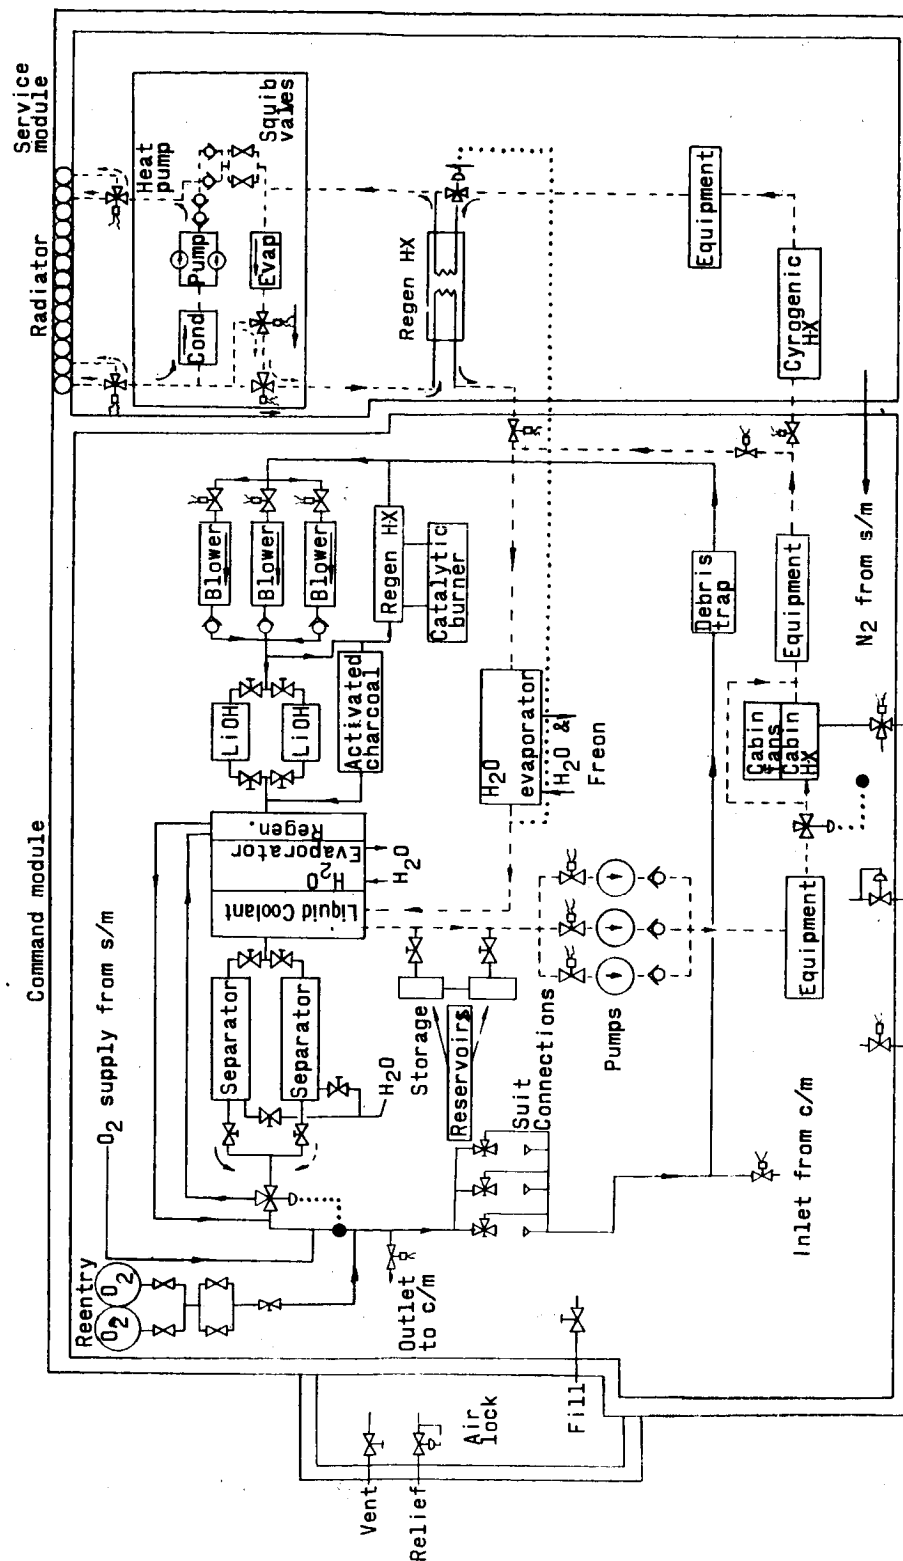 Command module
Service
module
Radiator
Reentry
O2
O2
O2 supply from s/m
Separator
Separator
H2O
Liquid Coolant
H2O
Evaporator
Regen.
H2O
LiOH
LiOH
Activated
charcoal
Blower
Blower
Blower
Regen HX
Catalytic
burner
Heat
pump
Cond
Pump
Evap
Squib
valves
Regen HX
Outlet
to c/m
Storage
Reservoirs
Suit
Connections
Pumps
H2O
evaporator
H2O &
Freon
Debris
trap
Vent
Relief
Air
lock
Fill
Inlet from c/m
Equipment
Cabin
fans
Cabin
HX
Equipment
Cyrogenic
HX
Equipment
N2 from s/m